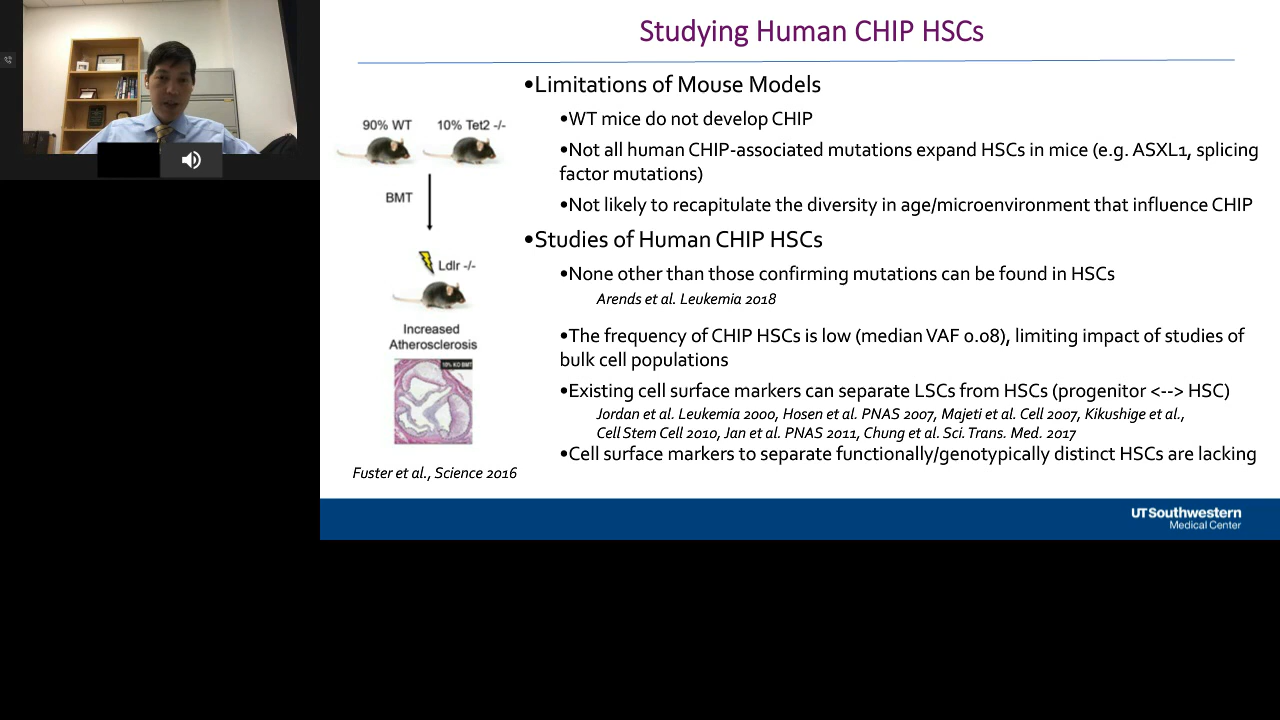 Studying Human CHIP HSCs
•Limitations of Mouse Models
•WT mice do not develop CHIP
•Not all human CHIP-associated mutations expand HSCs in mice (e.g. ASXL1, splicing
factor mutations)
•Not likely to recapitulate the diversity in age/microenvironment that influence CHIP
•Studies of Human CHIP HSCs
•None other than those confirming mutations can be found in HSCs
Arends et al. Leukemia 2018
•The frequency of CHIP HSCs is low (median VAF 0.08), limiting impact of studies of
bulk cell populations
•Existing cell surface markers can separate LSCs from HSCs (progenitor <--> HSC)
Jordan et al. Leukemia 2000, Hosen et al. PNAS 2007, Majeti et al. Cell 2007, Kikushige et al.,
Cell Stem Cell 2010, Jan et al. PNAS 2011, Chung et al. Sci. Trans. Med. 2017
•Cell surface markers to separate functionally/genotypically distinct HSCs are lacking
90% WT 10% Tet2 -/-
BMT
Ldlr -/-
Increased
Atherosclerosis
10% KO BMT
Fuster et al., Science 2016
UT Southwestern
Medical Center